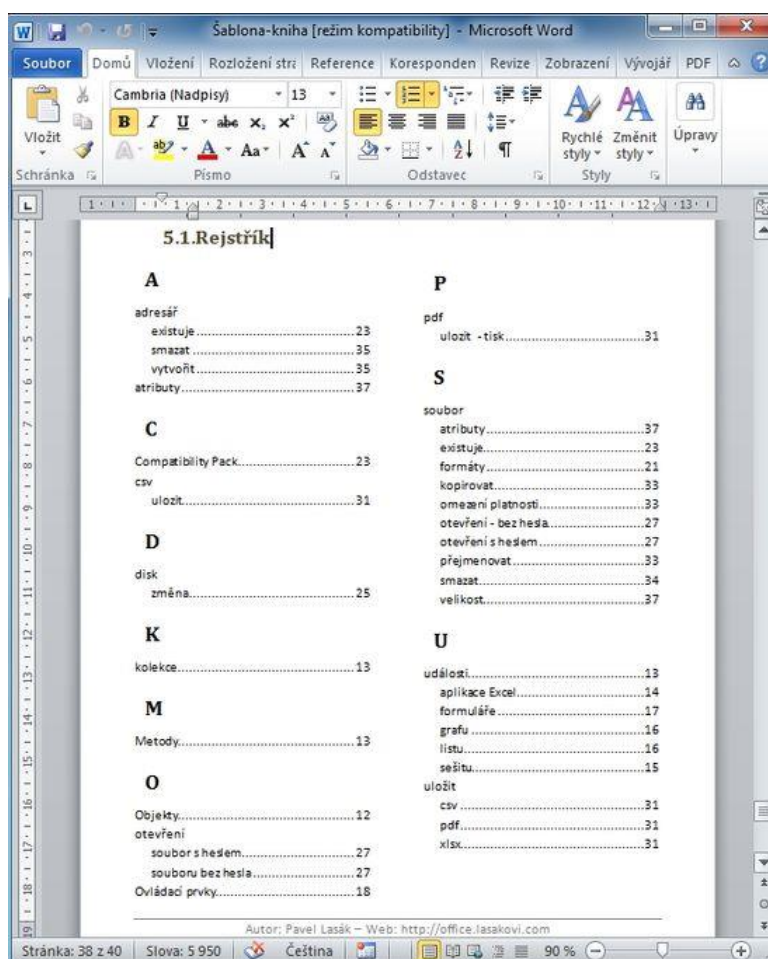 Šablona-kniha [režim kompatibility] - Microsoft Word
Soubor Domů Vložení Rozložení strá Reference Koresponden Revize Zobrazení Vývojář PDF
Vložit
Cambria (Nadpisy) 13
Rychlé styly
Změnit styly
Úpravy
Schránka Písmo Odstavec Styly
5.1.Rejstřík
A
adresář
existuje 23
smazat 35
vytvořit 35
atributy 37
C
Compatibility Pack 23
csv
ulozit 31
D
disk
změna 25
K
kolekce 13
M
Metody 13
O
Objekty 12
otevření
soubor s heslem 27
souboru bez hesla 27
Ovládací prvky 18
P
pdf
ulozit - tisk 31
S
soubor
atributy 37
existuje 23
formáty 21
kopirovat 33
omezení platnosti 33
otevření - bez hesla 27
otevření s heslem 27
přejmenovat 33
smazat 34
velikost 37
U
události 13
aplikace Excel 14
formuláře 17
grafu 16
listu 16
sešitu 15
uložit
csv 31
pdf 31
xlsx 31
Autor: Pavel Lasák – Web: http://office.lasakovi.com
Stránka: 38 z 40 Slova: 5 950 Čeština 90 %